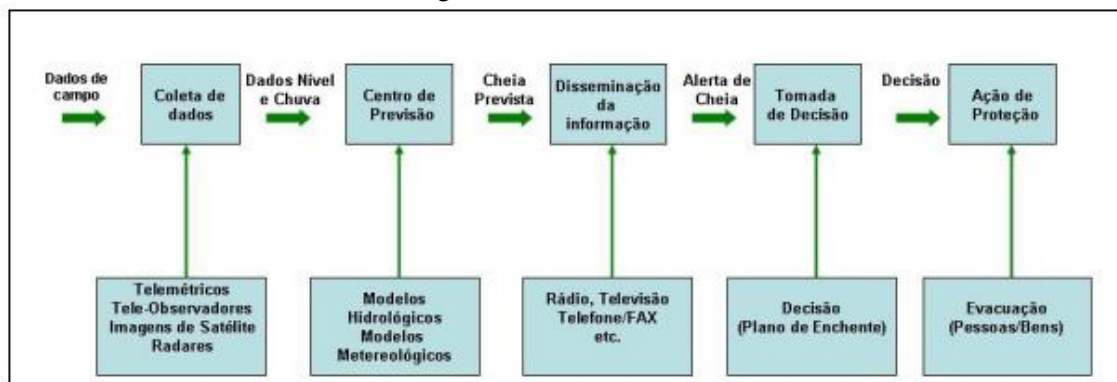 Dados de
campo
Coleta de
dados
Dados Nivel
e Chuva
Centro de
Previsão
Cheia
Prevista
Disseminação
da
informação
Alerta de
Cheia
Tomada
de Decisão
Decisão
Ação de
Proteção
Telemétricos
Tele-Observadores
Imagens de Satélite
Radares
Modelos
Hidrológicos
Modelos
Metereológicos
Rádio, Televisão
Telefone/FAX
etc.
Decisão
(Plano de Enchente)
Evacuação
(Pessoas/Bens)